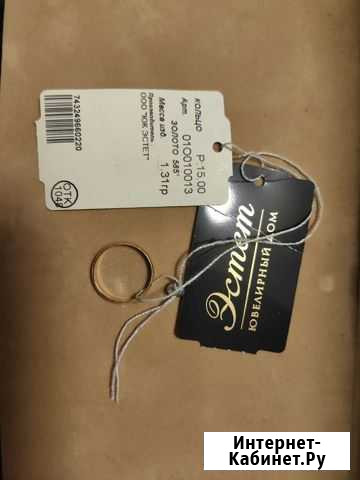 кольцо Р-15.00
Арт. 01О010013
ЗОЛОТО 585°
Масса изд. 1.31гр
Производитель
ООО "ЮК ЭСТЕТ"
743249660220
ОТК
Эстет
ЮВЕЛИРНЫЙ ДОМ
Интернет-
Кабинет.Ру